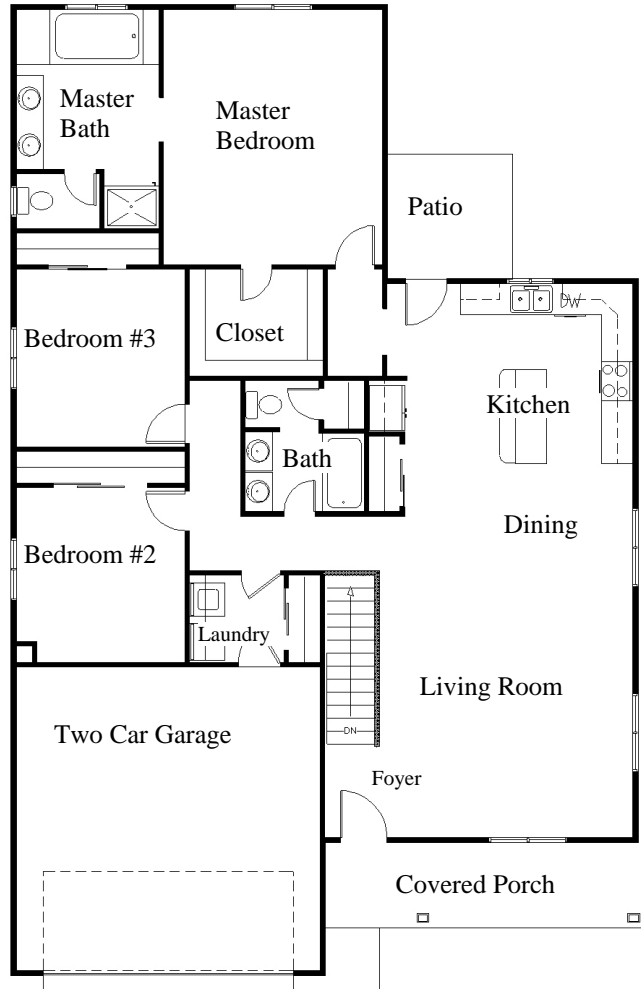 Master
Bath
Master
Bedroom
Patio
Bedroom #3
Closet
Kitchen
Bath
Dining
Bedroom #2
Laundry
Living Room
DN
Two Car Garage
Foyer
Covered Porch
DW